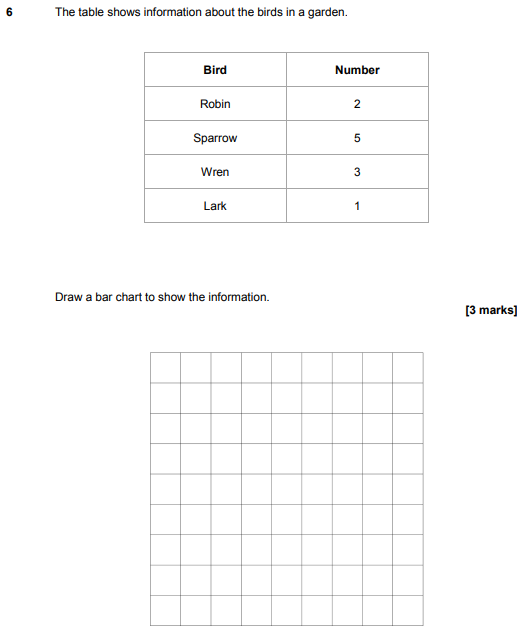 6 The table shows information about the birds in a garden.
Bird Number
Robin 2
Sparrow 5
Wren 3
Lark 1
Draw a bar chart to show the information.
[3 marks]